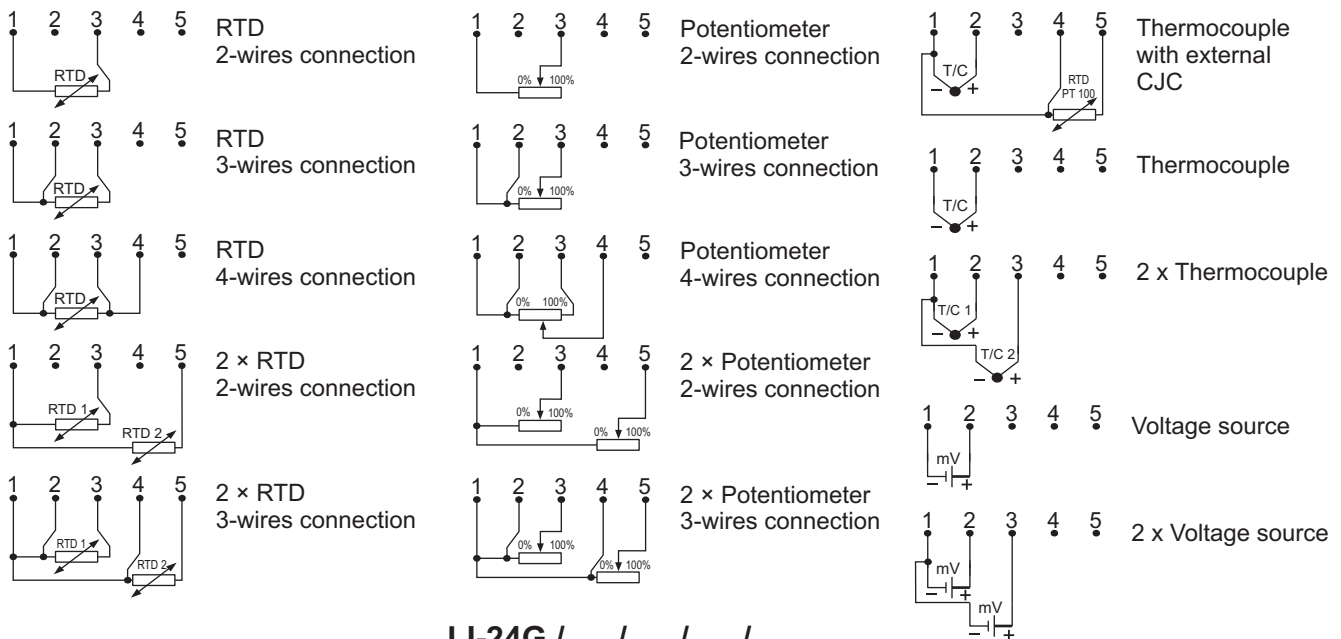 1 2 3 4 5
RTD
2-wires connection
RTD
1 2 3 4 5
RTD
3-wires connection
RTD
1 2 3 4 5
RTD
4-wires connection
RTD
1 2 3 4 5
2 × RTD
2-wires connection
RTD 1
RTD 2
1 2 3 4 5
2 × RTD
3-wires connection
RTD 1
RTD 2
1 2 3 4 5
Potentiometer
2-wires connection
0% 100%
1 2 3 4 5
Potentiometer
3-wires connection
0% 100%
1 2 3 4 5
Potentiometer
4-wires connection
0% 100%
1 2 3 4 5
2 × Potentiometer
2-wires connection
0% 100%
0% 100%
1 2 3 4 5
2 × Potentiometer
3-wires connection
0% 100%
0% 100%
1 2 3 4 5
Thermocouple
with external
CJC
T/C
− +
RTD
PT 100
1 2 3 4 5
Thermocouple
T/C
− +
1 2 3 4 5
2 x Thermocouple
T/C 1
− +
T/C 2
− +
1 2 3 4 5
Voltage source
mV
− +
1 2 3 4 5
2 x Voltage source
mV
− +
mV
− +